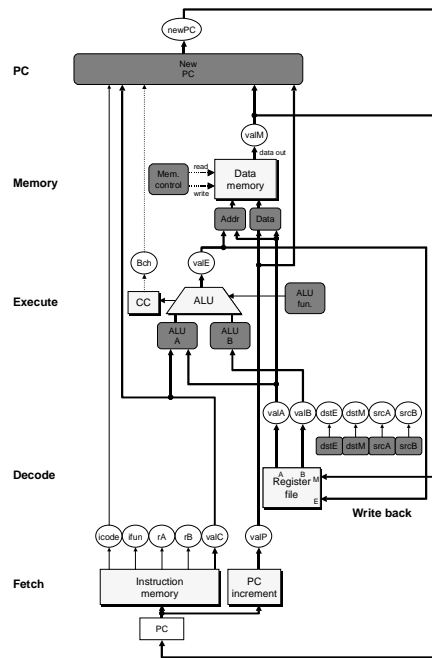 newPC
PC
New
PC
valM
data out
read
Mem.
control
write
Data
memory
Memory
Addr
Data
Bch
valE
Execute
CC
ALU
ALU
fun.
ALU
A
ALU
B
valA
valB
dstE
dstM
srcA
srcB
dstE
dstM
srcA
srcB
A
B
M
Register
file
E
Decode
Write back
icode
ifun
rA
rB
valC
valP
Fetch
Instruction
memory
PC
increment
PC